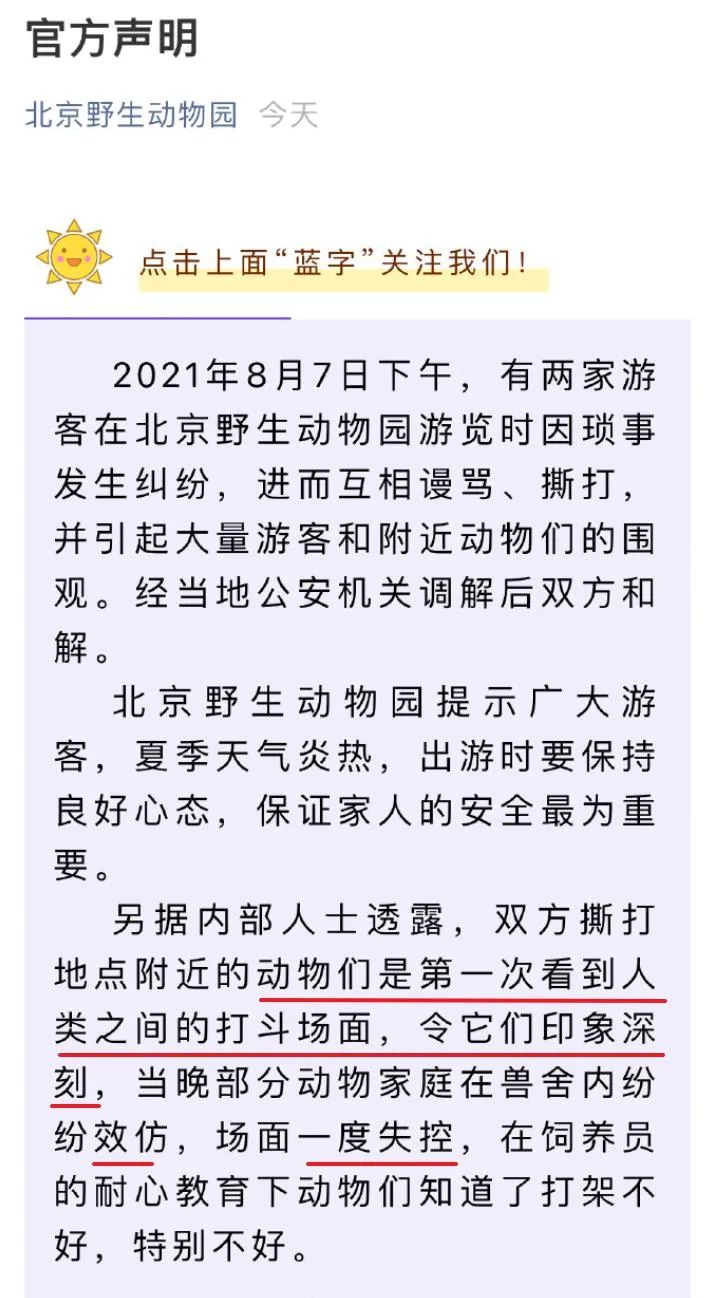 官方声明
北京野生动物园 今天
点击上面“蓝字”关注我们！
2021年8月7日下午，有两家游
客在北京野生动物园游览时因琐事
发生纠纷，进而互相谩骂、撕打，
并引起大量游客和附近动物们的围
观。经当地公安机关调解后双方和
解。
北京野生动物园提示广大游
客，夏季天气炎热，出游时要保持
良好心态，保证家人的安全最为重
要。
另据内部人士透露，双方撕打
地点附近的动物们是第一次看到人
类之间的打斗场面，令它们印象深
刻，当晚部分动物家庭在兽舍内纷
纷效仿，场面一度失控，在饲养员
的耐心教育下动物们知道了打架不
好，特别不好。